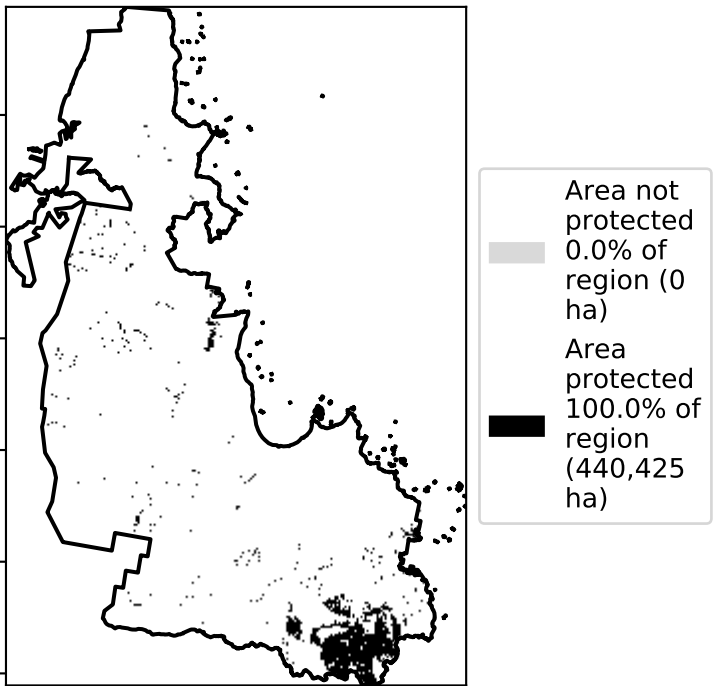 Area not
protected
0.0% of
region (0
ha)
Area
protected
100.0% of
region
(440,425
ha)